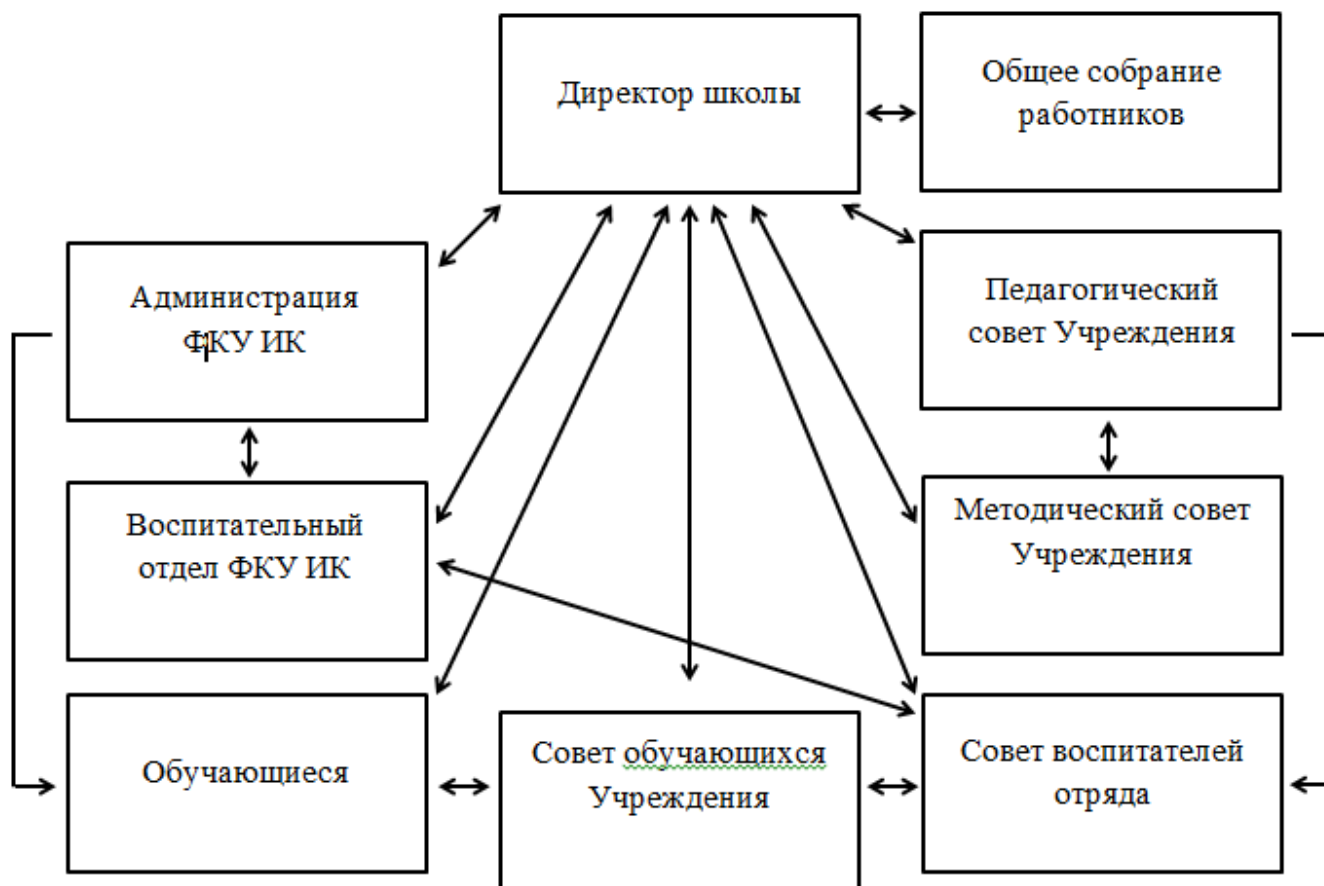 Директор школы
Общее собрание
работников
Администрация
ФКУ ИК
Педагогический
совет Учреждения
Воспитательный
отдел ФКУ ИК
Методический совет
Учреждения
Обучающиеся
Совет обучающихся
Учреждения
Совет воспитателей
отряда